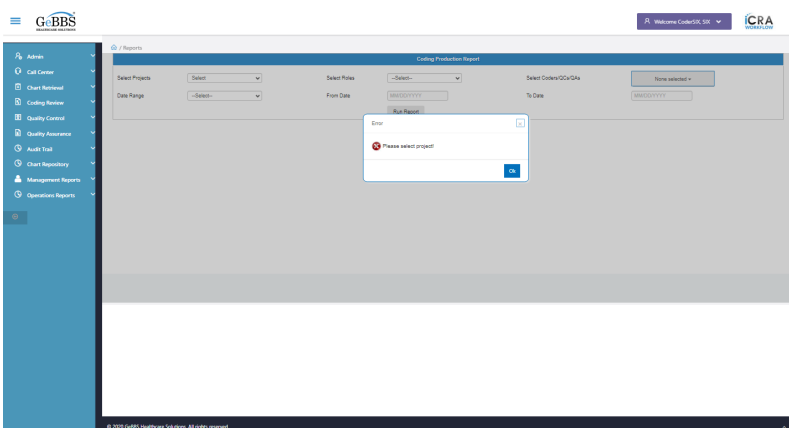 GeBBS
HEALTHCARE SOLUTIONS
Welcome CoderSIX, SIX
iCRA
WORKFLOW
/ Reports
Admin
Call Center
Chart Retrieval
Coding Review
Quality Control
Quality Assurance
Audit Trail
Chart Repository
Management Reports
Operations Reports
Coding Production Report
Select Projects
Select
Select Roles
--Select--
Select Coders/QCs/QAs
None selected
Date Range
--Select--
From Date
MM/DD/YYYY
To Date
MM/DD/YYYY
Run Report
Error
x
Please select project!
Ok
© 2020 GeBBS Healthcare Solutions. All rights reserved